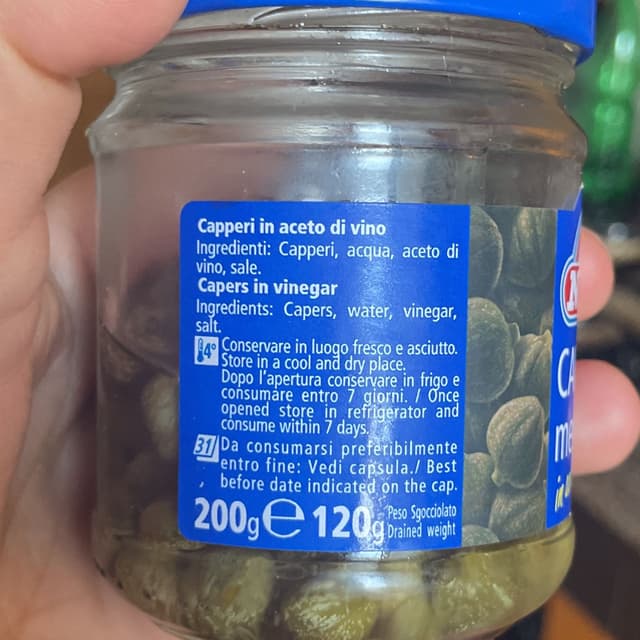 Capperi in aceto di vino
Ingredienti: Capperi, acqua, aceto di
vino, sale.
Capers in vinegar
Ingredients: Capers, water, vinegar,
salt.
4° Conservare in luogo fresco e asciutto.
Store in a cool and dry place.
Dopo l'apertura conservare in frigo e
consumare entro 7 giorni. / Once
opened store in refrigerator and
consume within 7 days.
31 Da consumarsi preferibilmente
entro fine: Vedi capsula./ Best
before date indicated on the cap.
200g e 120g Peso Sgocciolato
Drained weight